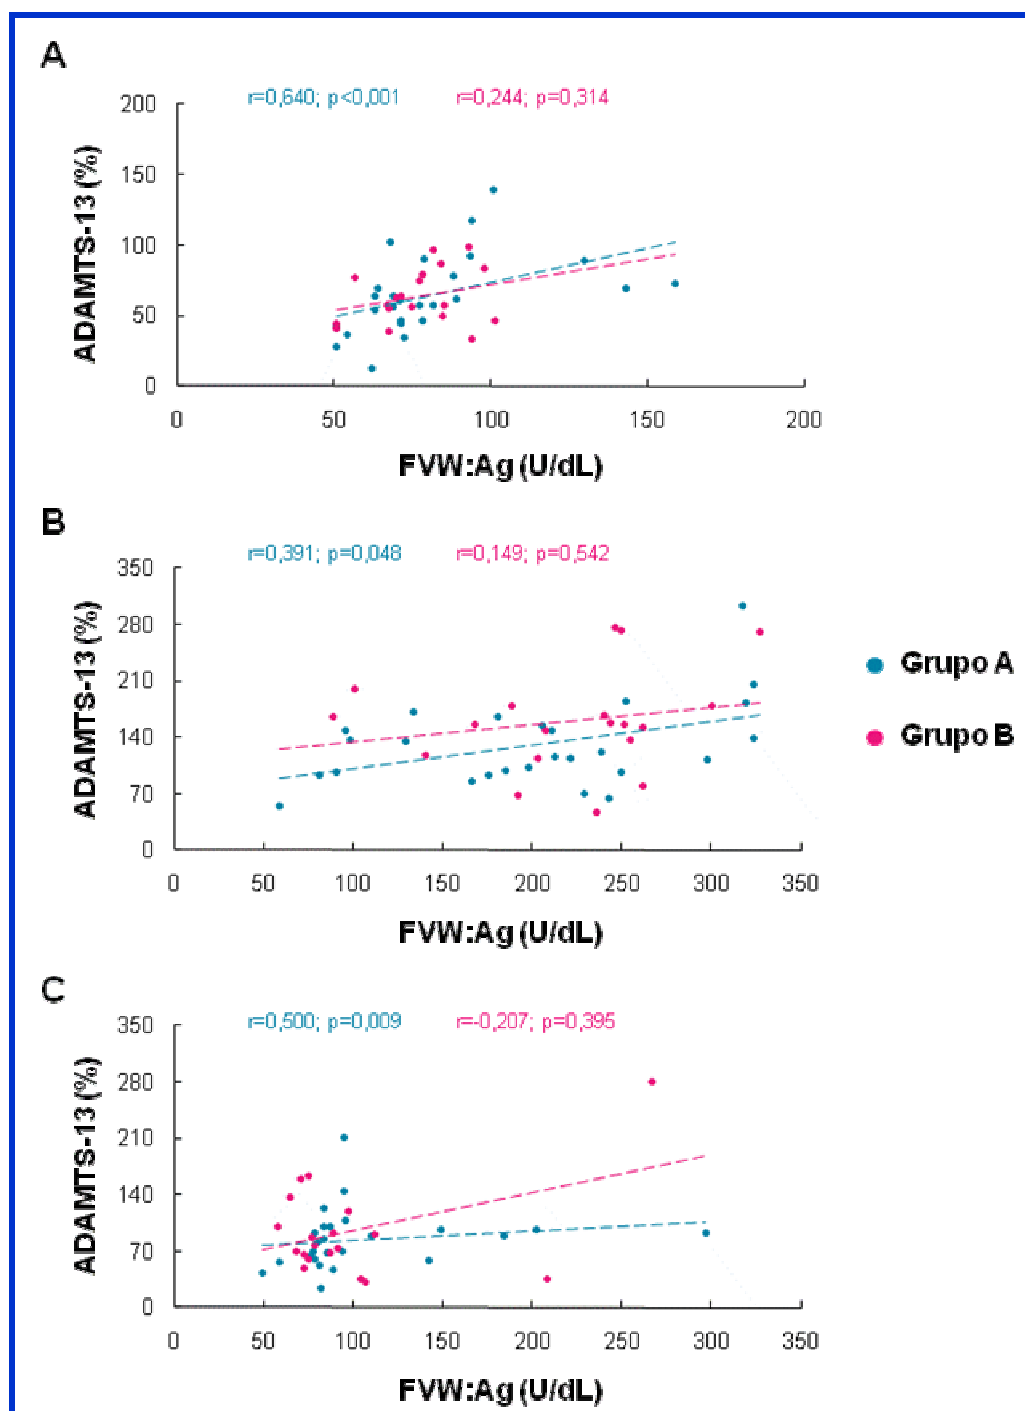 A
r=0,640; p<0,001 r=0,244; p=0,314
200
150
100
50
0
ADAMTS-13 (%)
0 50 100 150 200
FVW:Ag (U/dL)
B
r=0,391; p=0,048 r=0,149; p=0,542
350
280
210
140
70
0
ADAMTS-13 (%)
0 50 100 150 200 250 300 350
FVW:Ag (U/dL)
Grupo A
Grupo B
C
r=0,500; p=0,009 r=-0,207; p=0,395
350
280
210
140
70
0
ADAMTS-13 (%)
0 50 100 150 200 250 300 350
FVW:Ag (U/dL)